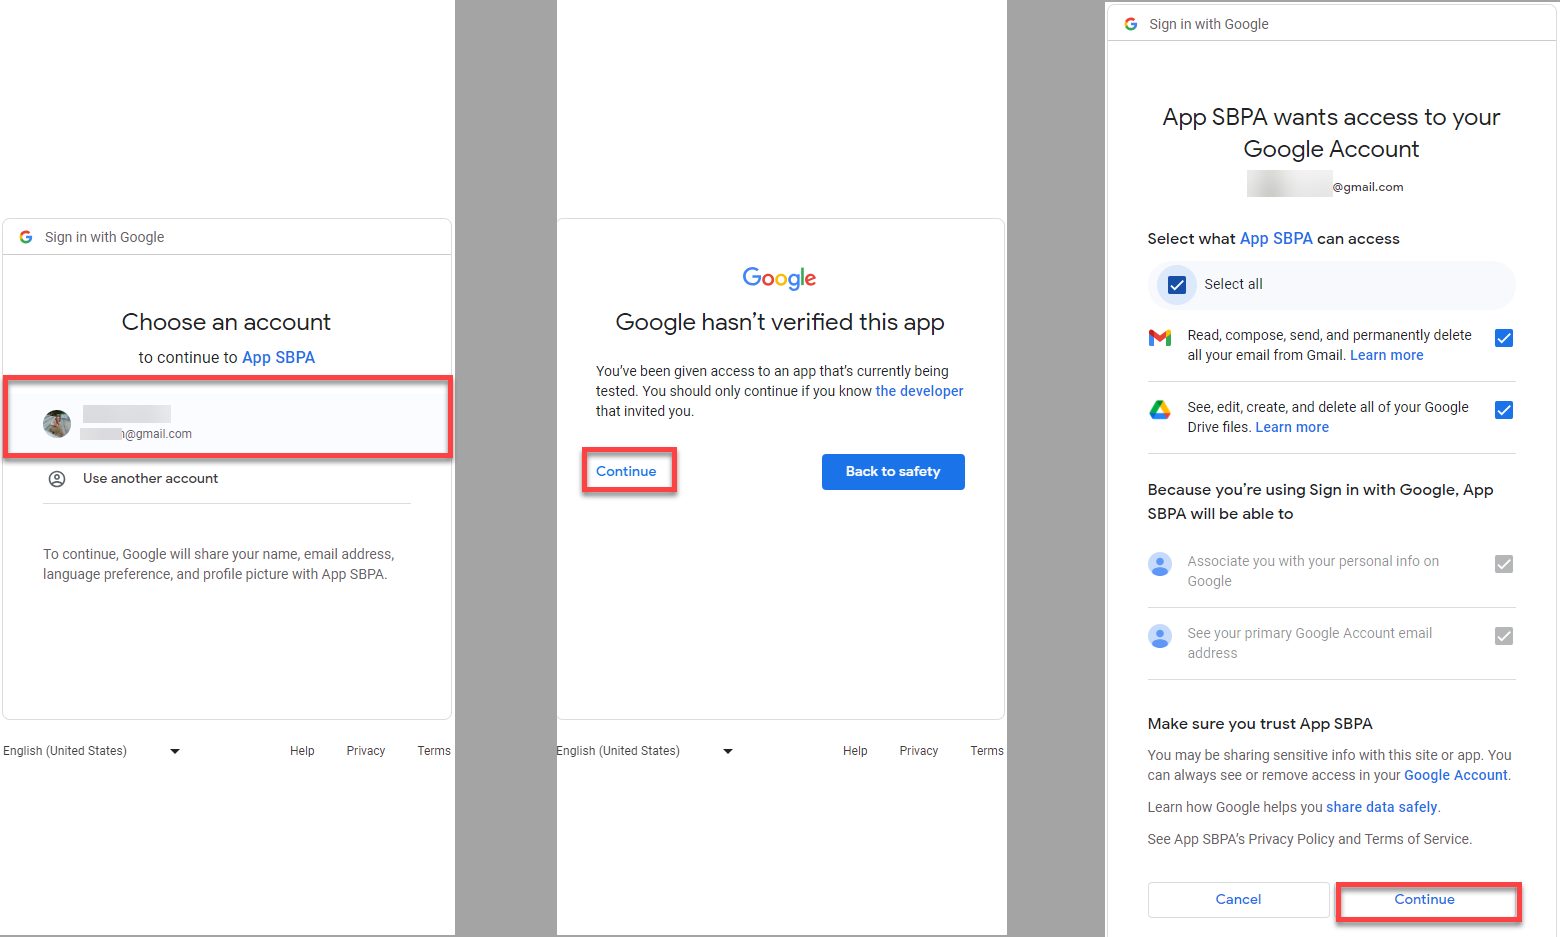 Sign in with Google
Choose an account
to continue to App SBPA
@gmail.com
Use another account
To continue, Google will share your name, email address,
language preference, and profile picture with App SBPA.
English (United States)
Help Privacy Terms
Google
Google hasn't verified this app
You've been given access to an app that's currently being
tested. You should only continue if you know the developer
that invited you.
Continue
Back to safety
English (United States)
Help Privacy Terms
Sign in with Google
App SBPA wants access to your
Google Account
@gmail.com
Select what App SBPA can access
Select all
Read, compose, send, and permanently delete
all your email from Gmail. Learn more
See, edit, create, and delete all of your Google
Drive files. Learn more
Because you're using Sign in with Google, App
SBPA will be able to
Associate you with your personal info on
Google
See your primary Google Account email
address
Make sure you trust App SBPA
You may be sharing sensitive info with this site or app. You
can always see or remove access in your Google Account.
Learn how Google helps you share data safely.
See App SBPA's Privacy Policy and Terms of Service.
Cancel
Continue